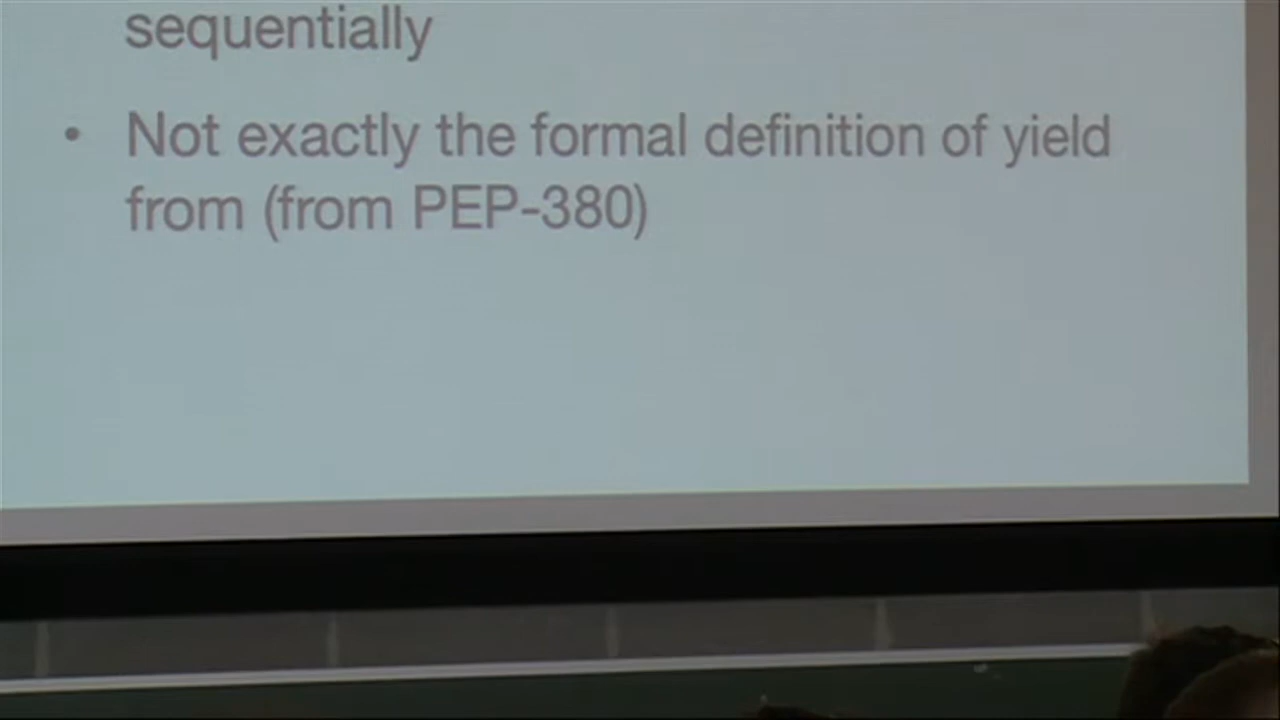 sequentially
• Not exactly the formal definition of yield
from (from PEP-380)